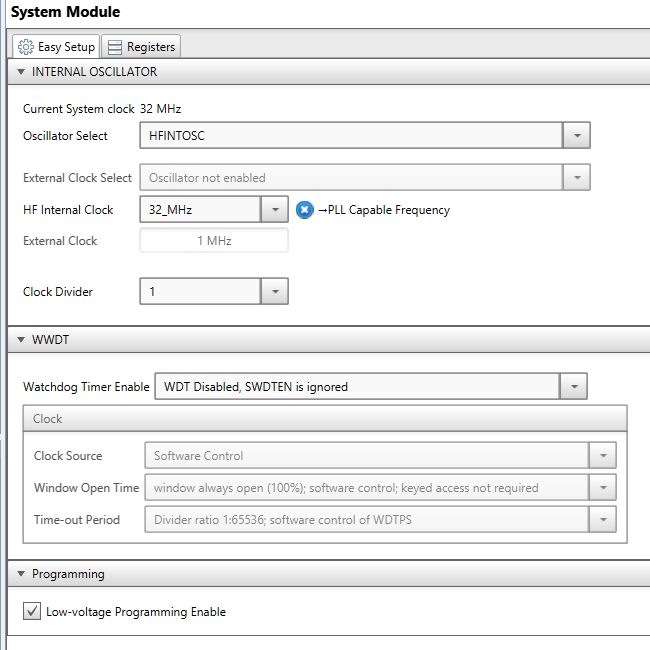 System Module
Easy Setup Registers
INTERNAL OSCILLATOR
Current System clock 32 MHz
Oscillator Select HFINTOSC
External Clock Select Oscillator not enabled
HF Internal Clock 32_MHz →PLL Capable Frequency
External Clock 1 MHz
Clock Divider 1
WWDT
Watchdog Timer Enable WDT Disabled, SWDTEN is ignored
Clock
Clock Source Software Control
Window Open Time window always open (100%); software control; keyed access not required
Time-out Period Divider ratio 1:65536; software control of WDTPS
Programming
Low-voltage Programming Enable